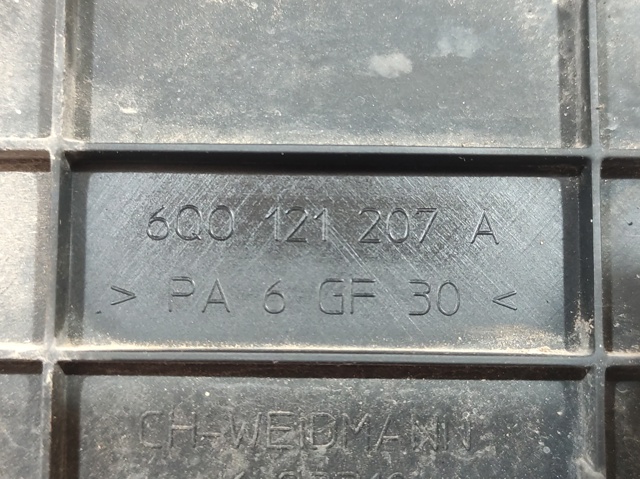 6Q0 121 207 A
> PA 6 GF 30 <
CH-WEIDMANN